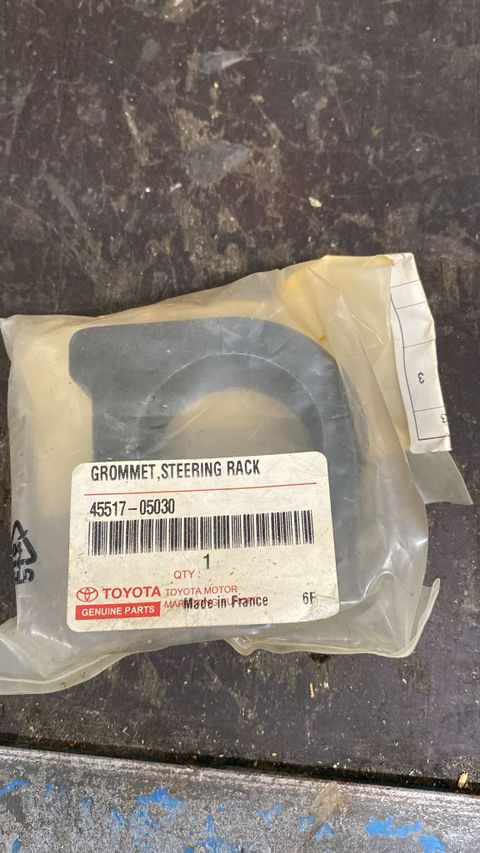 3
GROMMET,STEERING RACK
45517-05030
1
QTY :
TOYOTA
GENUINE PARTS
TOYOTA MOTOR
Made in France
6F